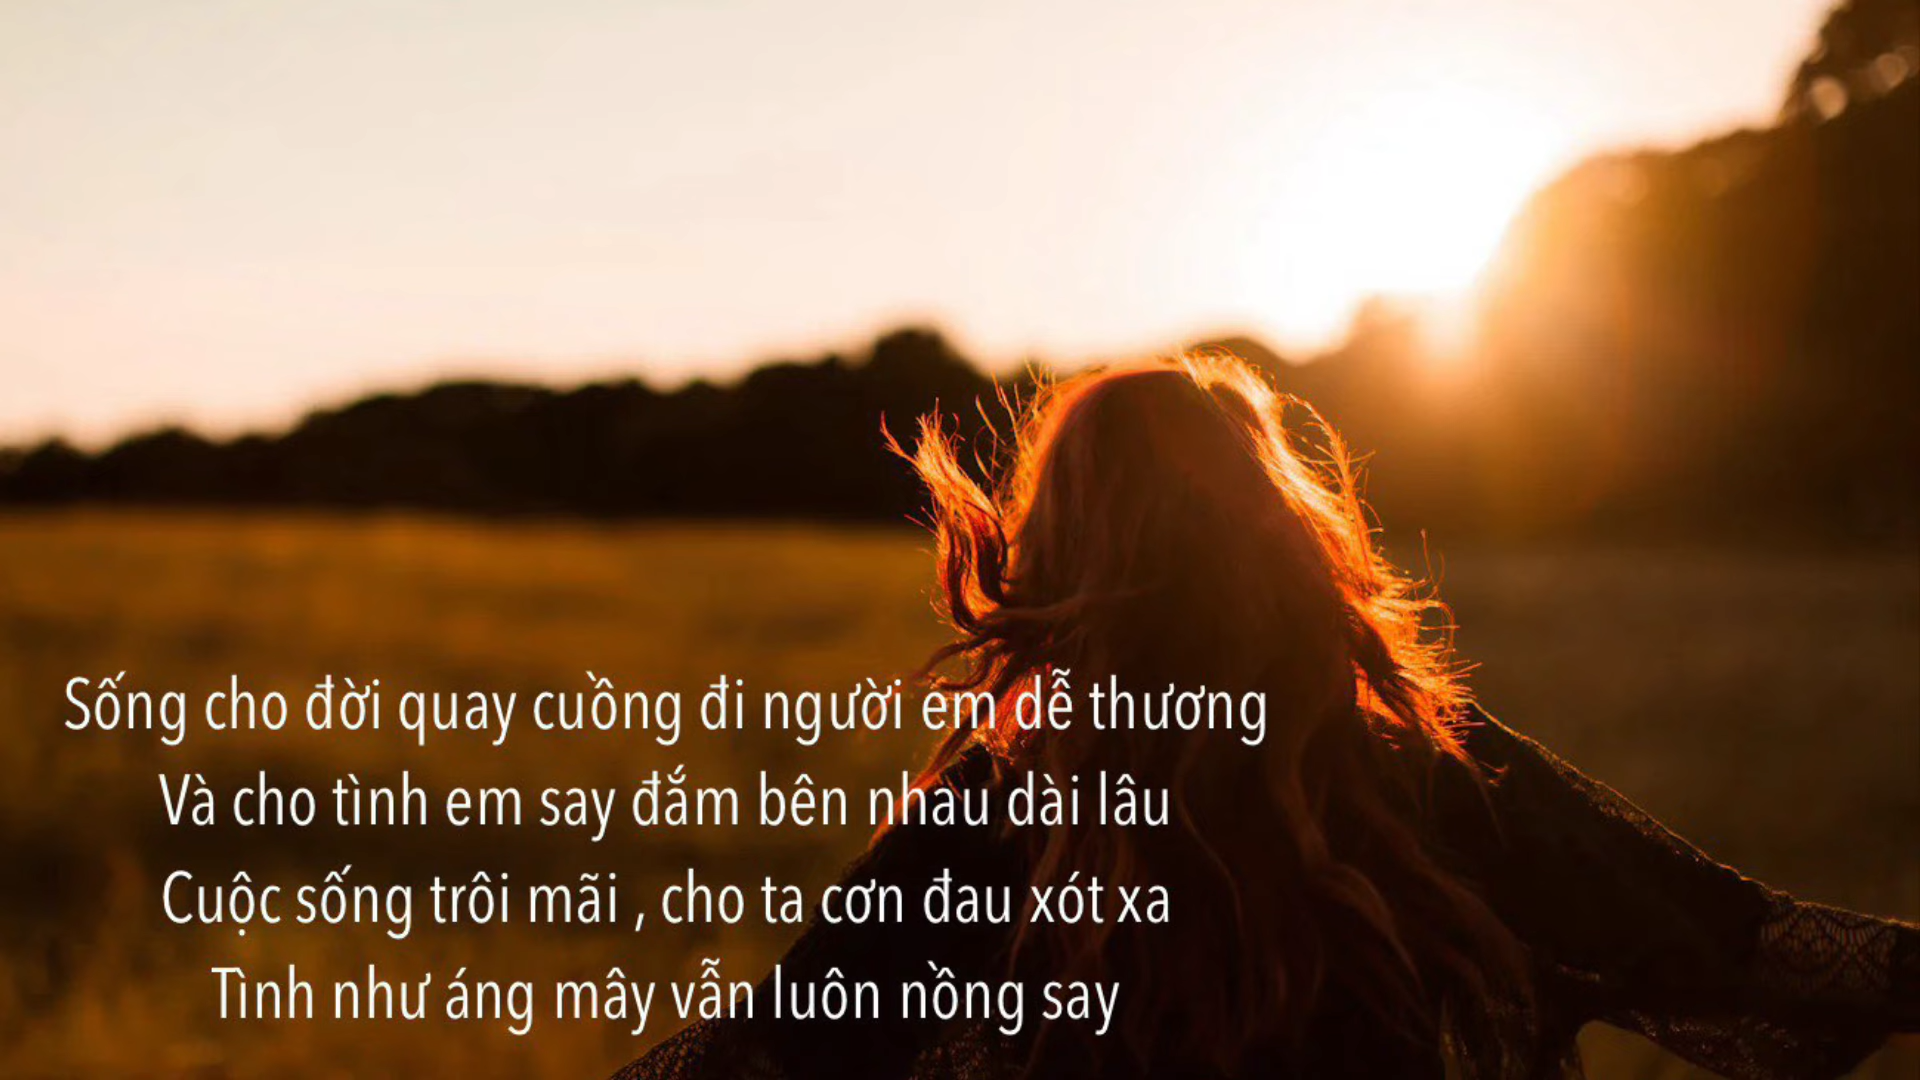 Sống cho đời quay cuồng đi người em dễ thương
Và cho tình em say đắm bên nhau dài lâu
Cuộc sống trôi mãi , cho ta cơn đau xót xa
Tình như áng mây vẫn luôn nồng say